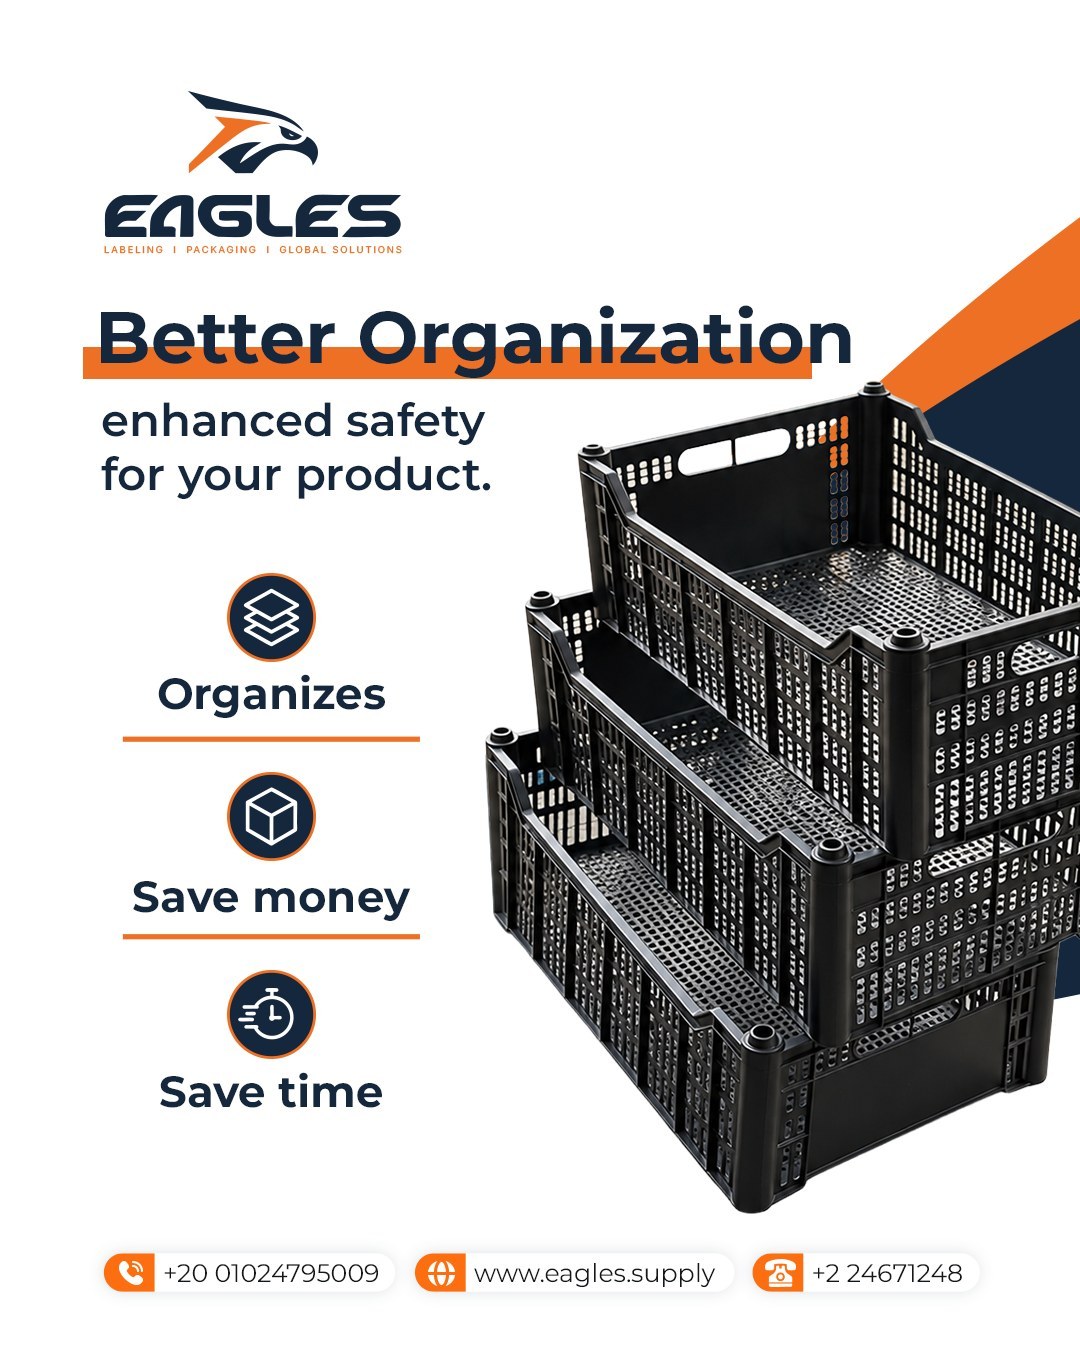 EAGLES
LABELING | PACKAGING | GLOBAL SOLUTIONS
Better Organization
enhanced safety
for your product.
Organizes
Save money
Save time
+20 01024795009
www.eagles.supply
+2 24671248